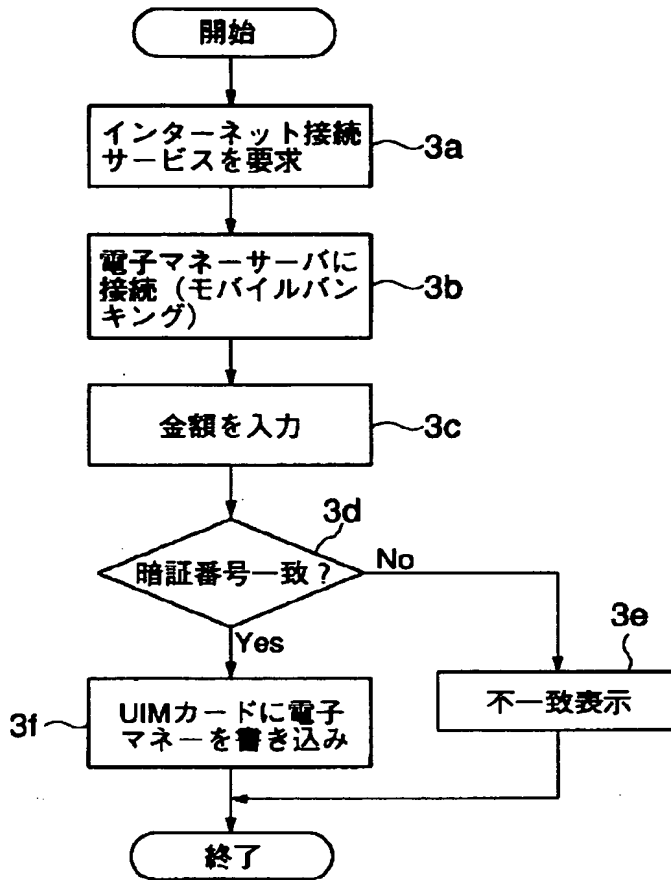 開始
インターネット接続
サービスを要求
3a
電子マネーサーバに
接続（モバイルバン
キング）
3b
金額を入力
3c
3d
暗証番号一致？
No
Yes
3e
不一致表示
3f
UIMカードに電子
マネーを書き込み
終了